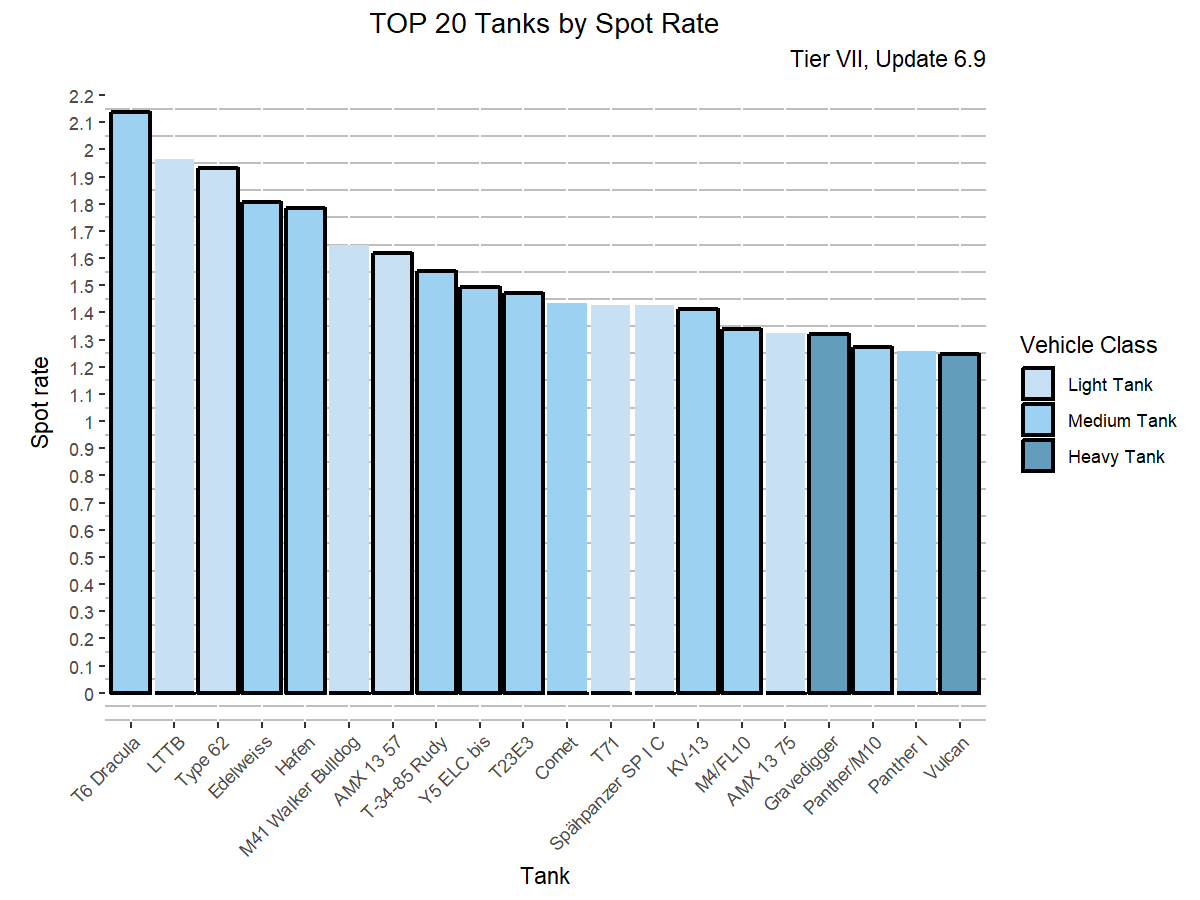 TOP 20 Tanks by Spot Rate
Tier VII, Update 6.9
Spot rate
2.2
2.1
2
1.9
1.8
1.7
1.6
1.5
1.4
1.3
1.2
1.1
1
0.9
0.8
0.7
0.6
0.5
0.4
0.3
0.2
0.1
0
T6 Dracula
LTTB
Type 62
Edelweiss
Hafen
M41 Walker Bulldog
AMX 13 57
T-34-85 Rudy
Y5 ELC bis
T23E3
Comet
T71
Spähpanzer SP I C
KV-13
M4/FL10
AMX 13 75
Gravedigger
Panther/M10
Panther I
Vulcan
Tank
Vehicle Class
Light Tank
Medium Tank
Heavy Tank